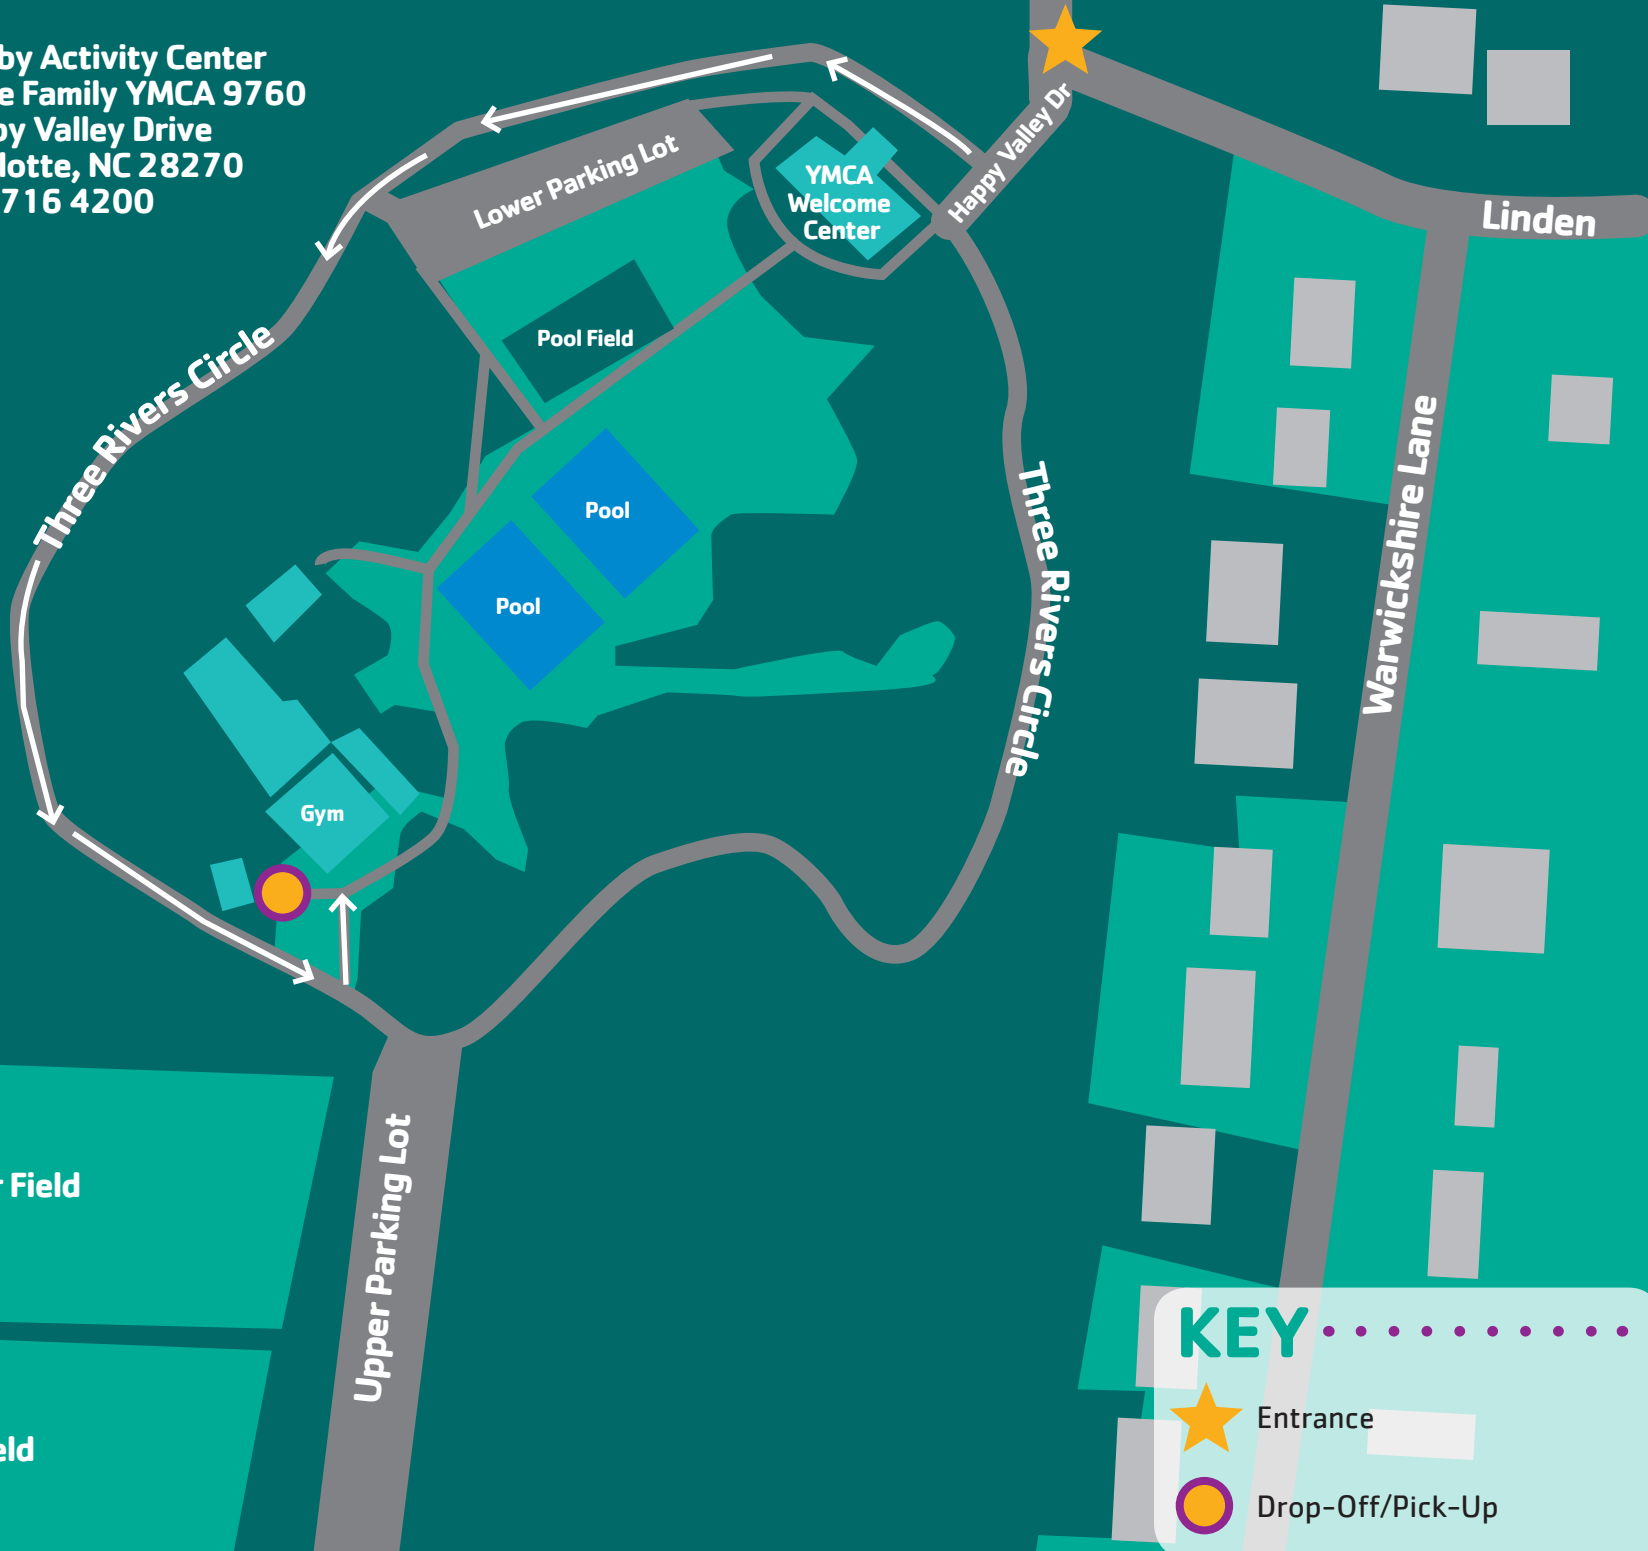 by Activity Center
e Family YMCA 9760
by Valley Drive
lotte, NC 28270
716 4200
Happy Valley Dr
Lower Parking Lot
YMCA
Welcome
Center
Linden
Pool Field
Three Rivers Circle
Pool
Pool
Three Rivers Circle
Warwickshire Lane
Gym
Field
Upper Parking Lot
eld
KEY
Entrance
Drop-Off/Pick-Up